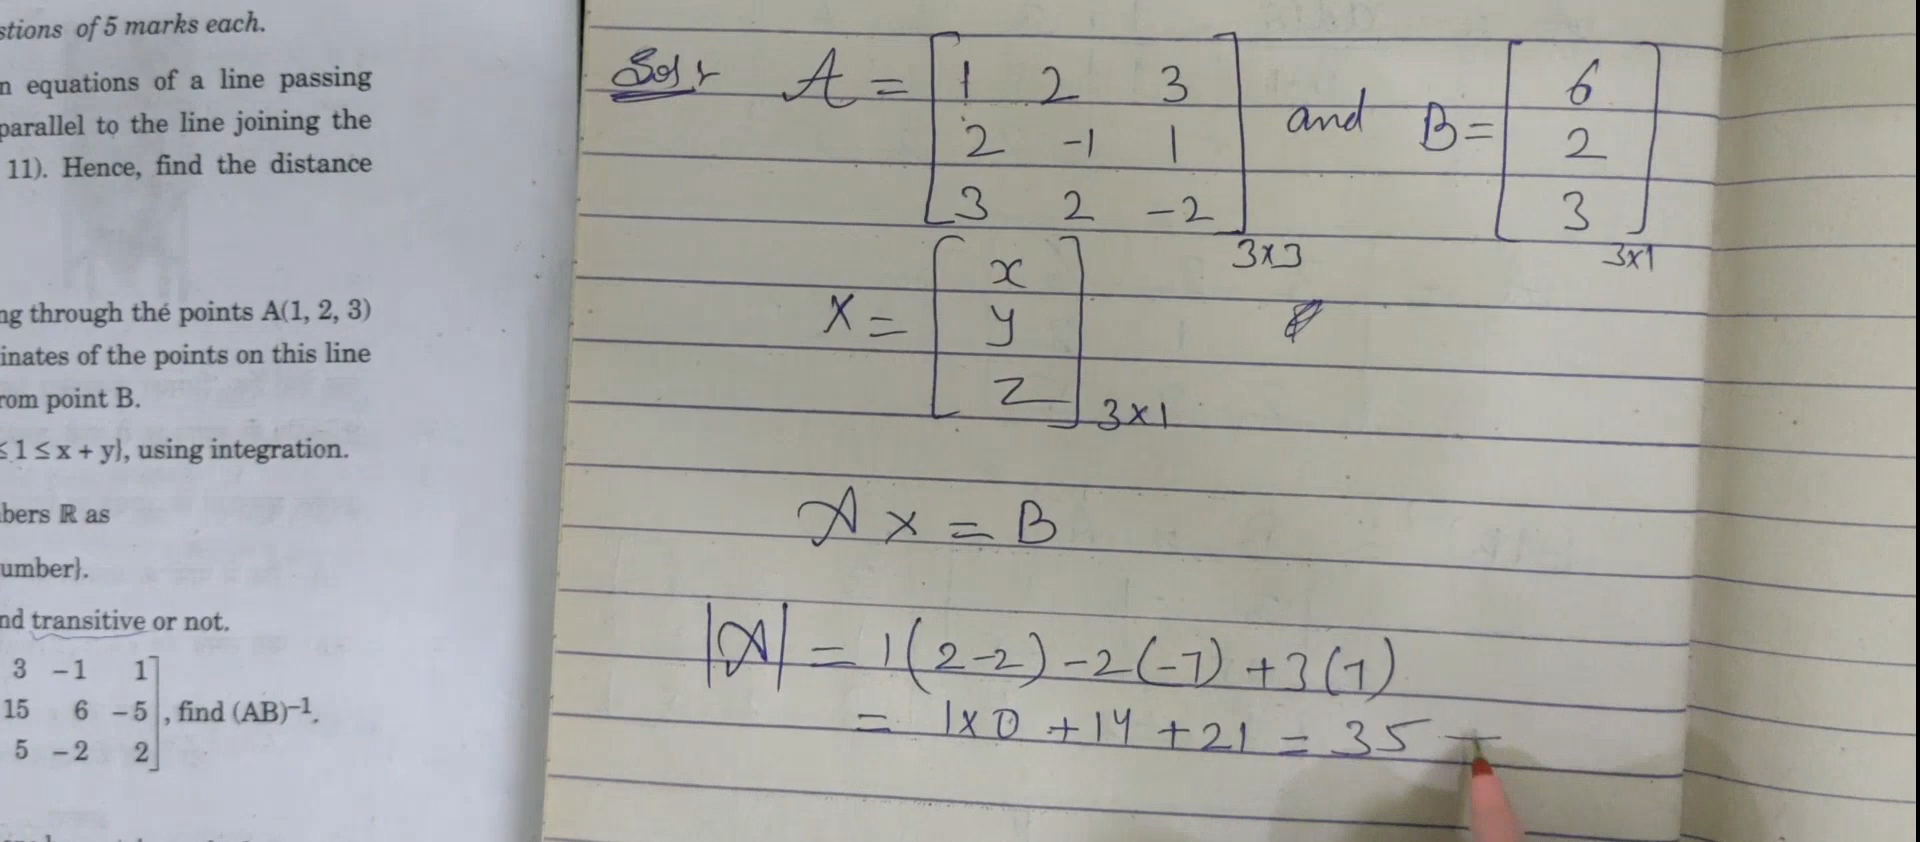 stions of 5 marks each.
n equations of a line passing
parallel to the line joining the
11). Hence, find the distance
ng through the points A(1, 2, 3)
inates of the points on this line
rom point B.
≤ 1 ≤ x + y}, using integration.
bers ℝ as
umber}.
nd transitive or not.
3 -1 1
15 6 -5 , find (AB)⁻¹.
5 -2 2
Sol A = [1 2 3
2 -1 1
3 2 -2] 3×3
and B = [6
2
3] 3×1
X = [x
y
z] 3×1
A X = B
|A| = 1(2-2) -2(-7) +3(7)
= 1×0 +14 +21 = 35